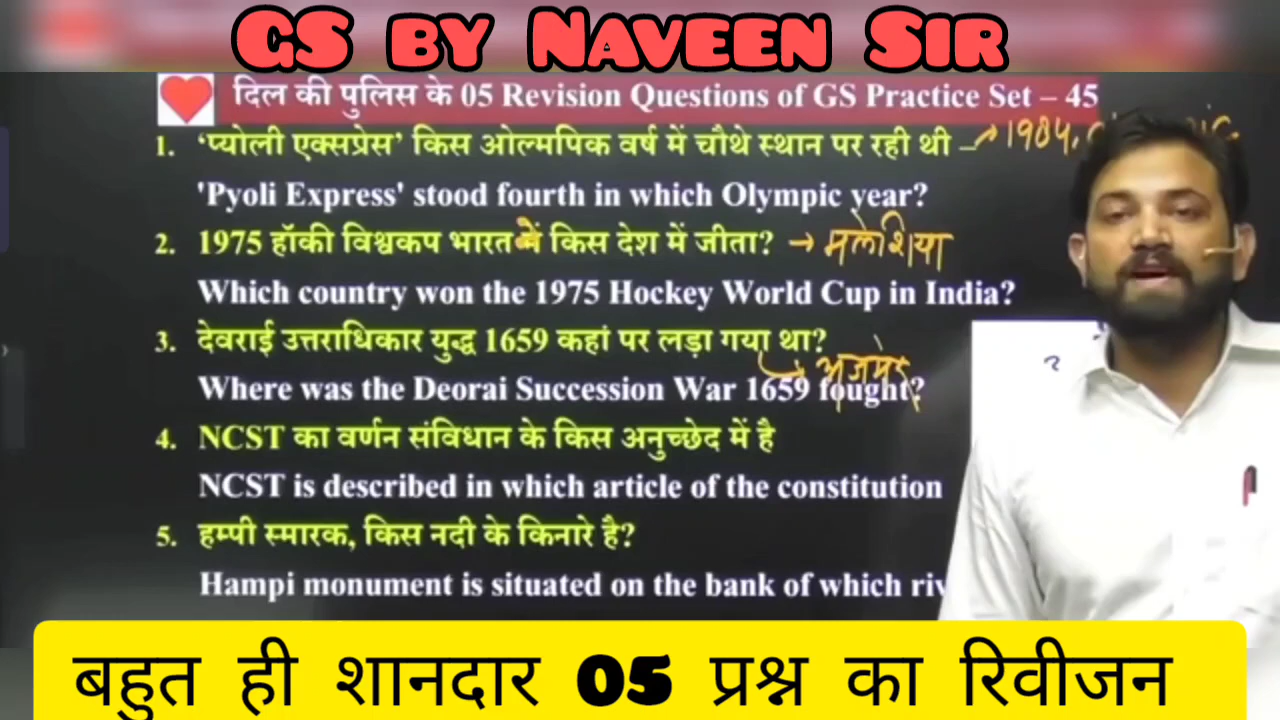 GS BY NAVEEN SIR
दिल की पुलिस के 05 Revision Questions of GS Practice Set – 45
1. ‘प्योली एक्सप्रेस’ किस ओल्मपिक वर्ष में चौथे स्थान पर रही थी – → 1984,
'Pyoli Express' stood fourth in which Olympic year?
2. 1975 हॉकी विश्वकप भारत ने किस देश में जीता? → मलेशिया
Which country won the 1975 Hockey World Cup in India?
3. देवराई उत्तराधिकार युद्ध 1659 कहां पर लड़ा गया था?
→ अजमेर
Where was the Deorai Succession War 1659 fought?
4. NCST का वर्णन संविधान के किस अनुच्छेद में है
NCST is described in which article of the constitution
5. हम्पी स्मारक, किस नदी के किनारे है?
Hampi monument is situated on the bank of which riv
बहुत ही शानदार 05 प्रश्न का रिवीजन